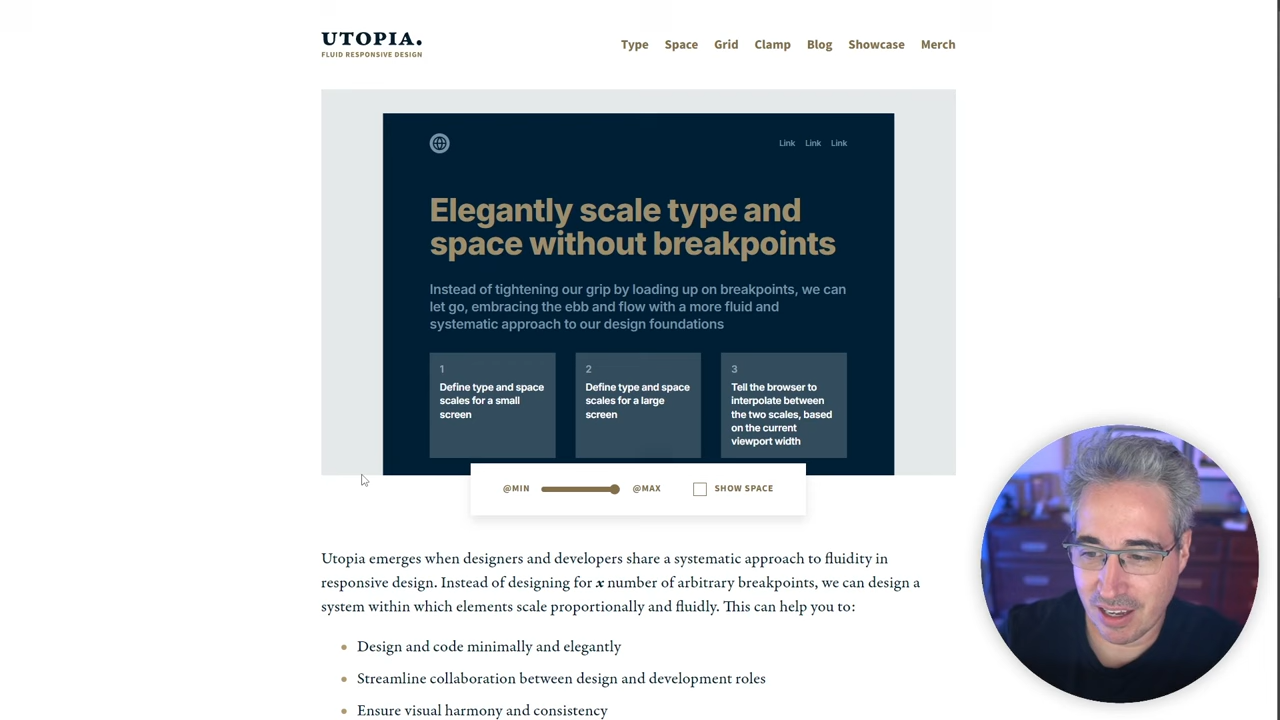 UTOPIA.
FLUID RESPONSIVE DESIGN
Type Space Grid Clamp Blog Showcase Merch
Link Link Link
Elegantly scale type and
space without breakpoints
Instead of tightening our grip by loading up on breakpoints, we can
let go, embracing the ebb and flow with a more fluid and
systematic approach to our design foundations
1
Define type and space
scales for a small
screen
2
Define type and space
scales for a large
screen
3
Tell the browser to
interpolate between
the two scales, based
on the current
viewport width
@MIN @MAX SHOW SPACE
Utopia emerges when designers and developers share a systematic approach to fluidity in
responsive design. Instead of designing for x number of arbitrary breakpoints, we can design a
system within which elements scale proportionally and fluidly. This can help you to:
• Design and code minimally and elegantly
• Streamline collaboration between design and development roles
• Ensure visual harmony and consistency